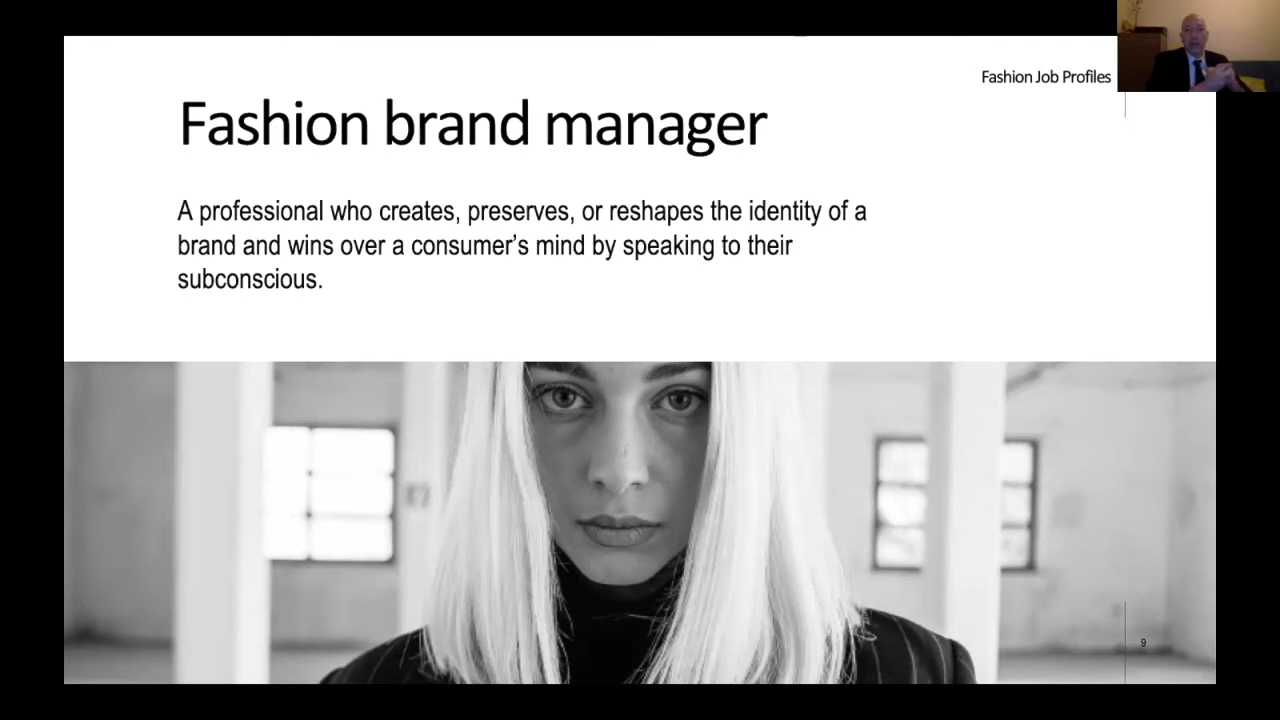 Fashion Job Profiles
Fashion brand manager
A professional who creates, preserves, or reshapes the identity of a
brand and wins over a consumer’s mind by speaking to their
subconscious.
9